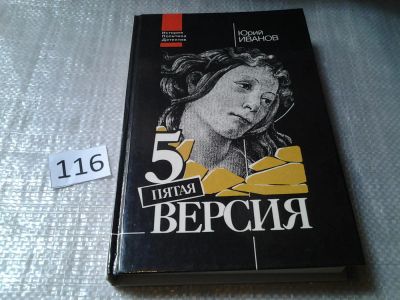 История
Политика
Детектив
Юрий
ИВАНОВ
5
ПЯТАЯ
ВЕРСИЯ
116